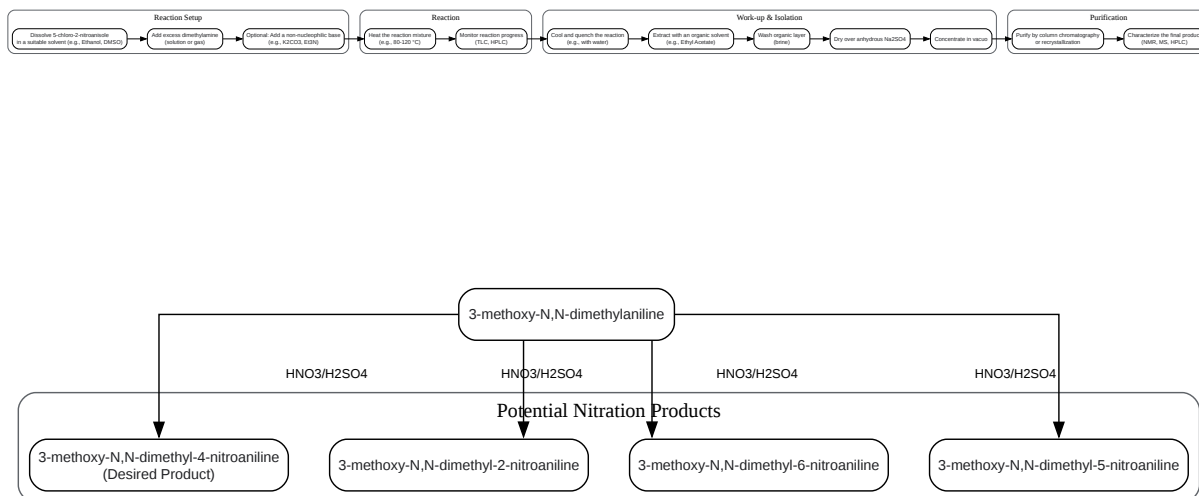 Reaction Setup
Dissolve 5-chloro-2-nitroanisole
in a suitable solvent (e.g., Ethanol, DMSO)
Add excess dimethylamine
(solution or gas)
Optional: Add a non-nucleophilic base
(e.g., K2CO3, Et3N)
Reaction
Heat the reaction mixture
(e.g., 80-120 °C)
Monitor reaction progress
(TLC, HPLC)
Work-up & Isolation
Cool and quench the reaction
(e.g., with water)
Extract with an organic solvent
(e.g., Ethyl Acetate)
Wash organic layer
(brine)
Dry over anhydrous Na2SO4
Concentrate in vacuo
Purification
Purify by column chromatography
or recrystallization
Characterize the final product
(NMR, MS, HPLC)
3-methoxy-N,N-dimethylaniline
HNO3/H2SO4
HNO3/H2SO4
HNO3/H2SO4
HNO3/H2SO4
Potential Nitration Products
3-methoxy-N,N-dimethyl-4-nitroaniline
(Desired Product)
3-methoxy-N,N-dimethyl-2-nitroaniline
3-methoxy-N,N-dimethyl-6-nitroaniline
3-methoxy-N,N-dimethyl-5-nitroaniline